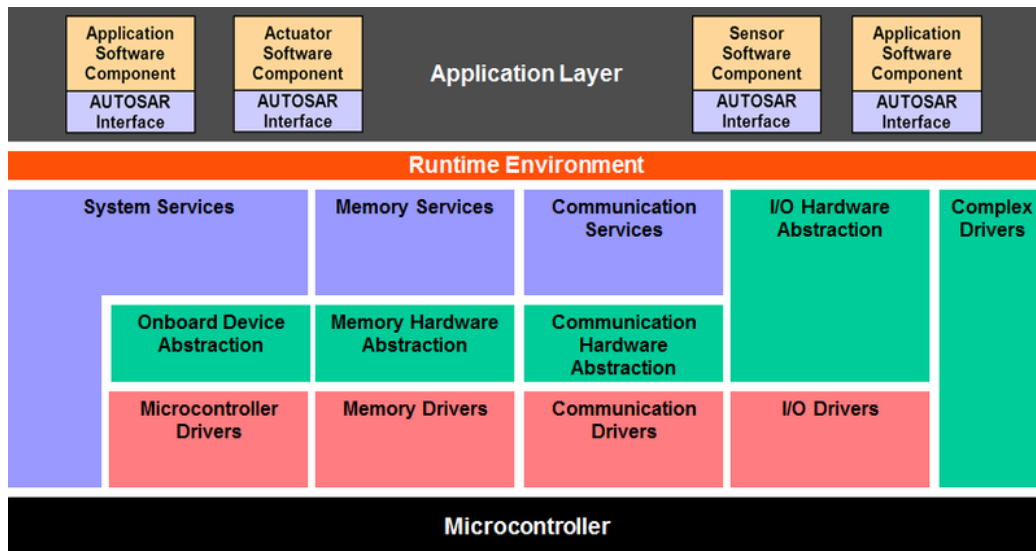 Application
Software
Component
AUTOSAR
Interface
Actuator
Software
Component
AUTOSAR
Interface
Application Layer
Sensor
Software
Component
AUTOSAR
Interface
Application
Software
Component
AUTOSAR
Interface
Runtime Environment
System Services
Memory Services
Communication
Services
I/O Hardware
Abstraction
Complex
Drivers
Onboard Device
Abstraction
Memory Hardware
Abstraction
Communication
Hardware
Abstraction
Microcontroller
Drivers
Memory Drivers
Communication
Drivers
I/O Drivers
Microcontroller